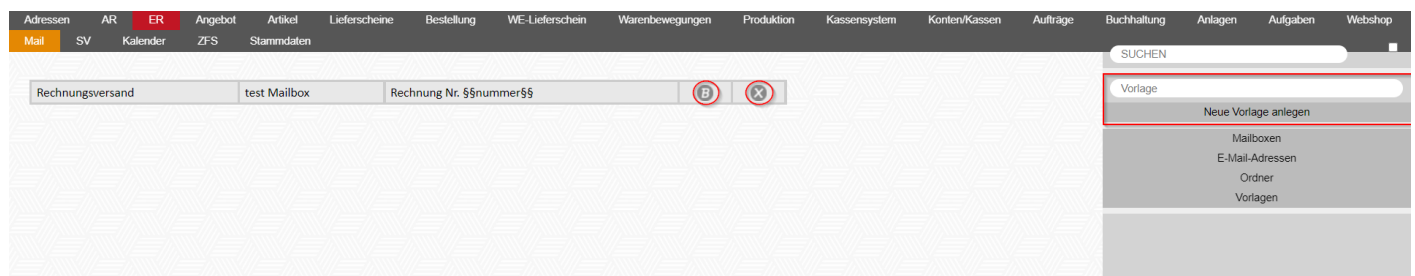 Adressen AR ER Angebot Artikel Lieferscheine Bestellung WE-Lieferschein Warenbewegungen Produktion Kassensystem Konten/Kassen Aufträge Buchhaltung Anlagen Aufgaben Webshop
Mail SV Kalender ZFS Stammdaten
SUCHEN
Rechnungsversand test Mailbox Rechnung Nr. §§nummer§§ B X
Vorlage
Neue Vorlage anlegen
Mailboxen
E-Mail-Adressen
Ordner
Vorlagen